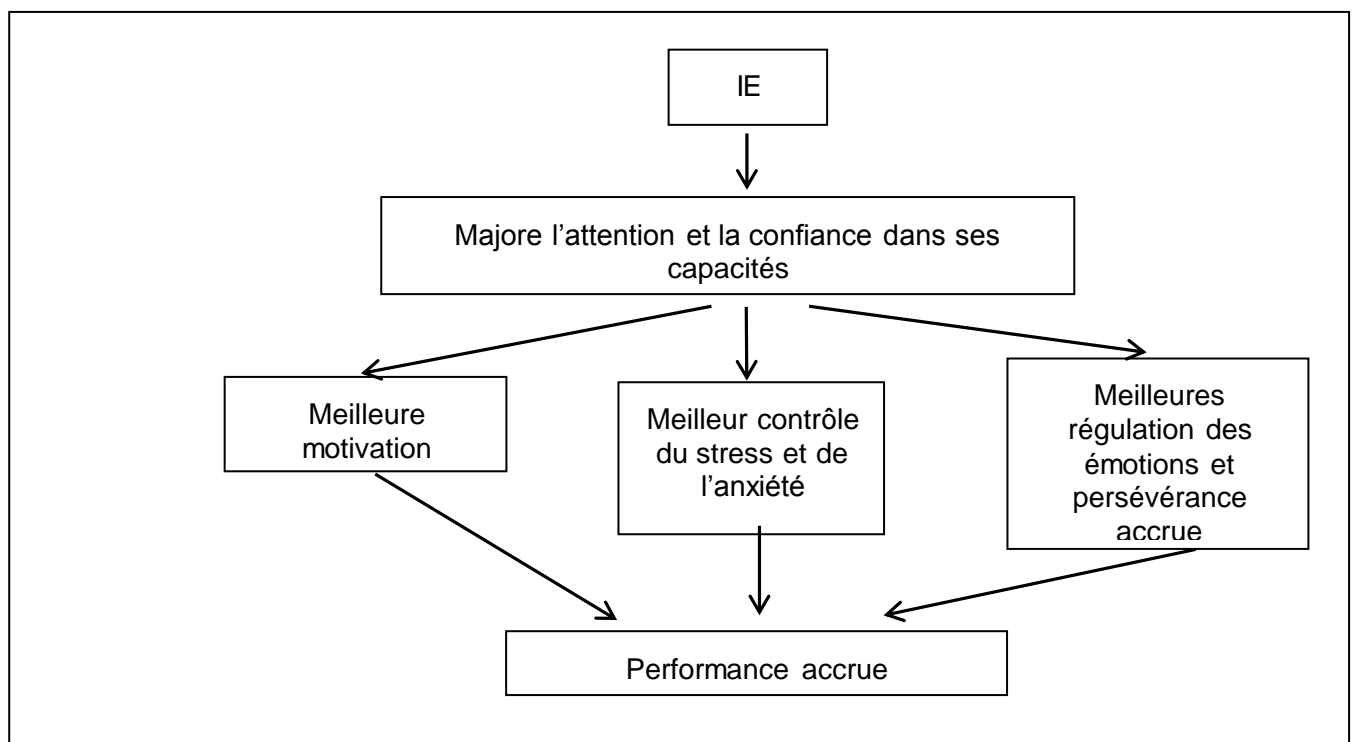 IE
Majore l’attention et la confiance dans ses
capacités
Meilleure
motivation
Meilleur contrôle
du stress et de
l’anxiété
Meilleures
régulation des
émotions et
persévérance
accrue
Performance accrue